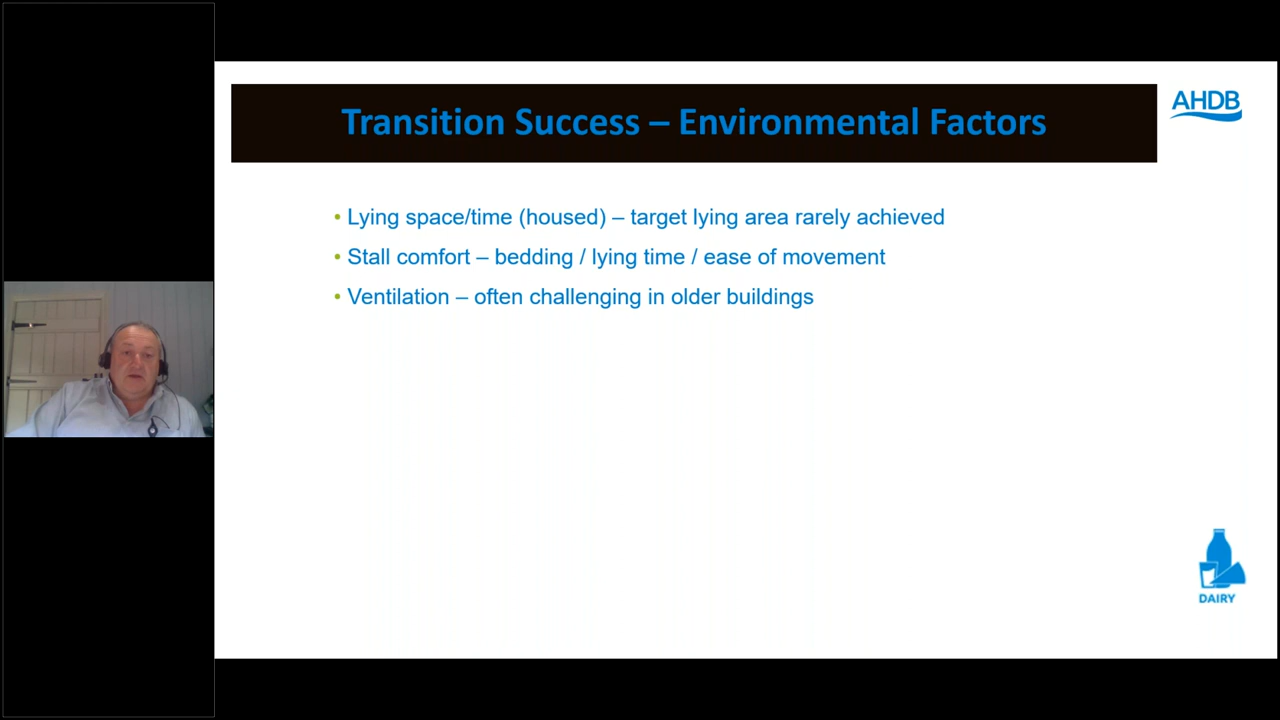 Transition Success – Environmental Factors
AHDB
• Lying space/time (housed) – target lying area rarely achieved
• Stall comfort – bedding / lying time / ease of movement
• Ventilation – often challenging in older buildings
DAIRY